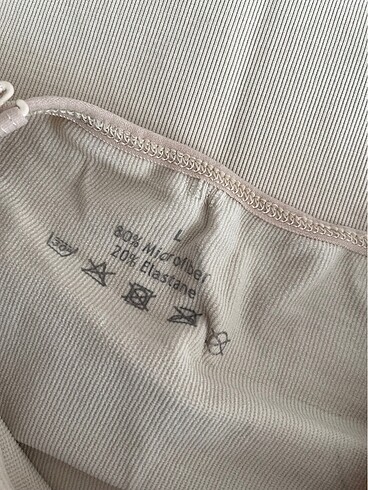 L
80% Microfiber
20% Elastane